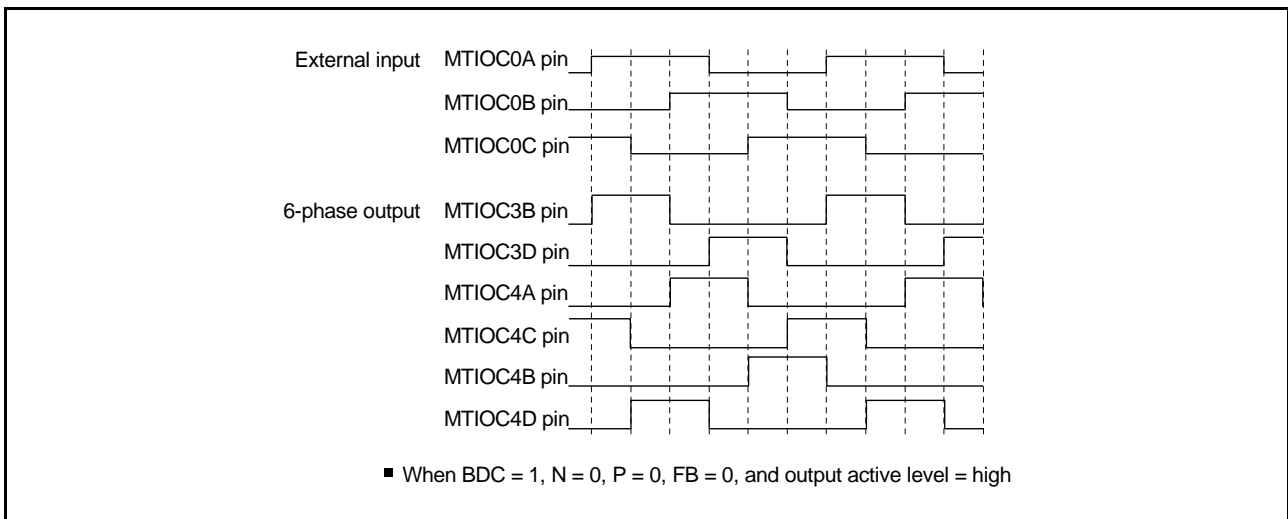 External input MTIOC0A pin
MTIOC0B pin
MTIOC0C pin
6-phase output MTIOC3B pin
MTIOC3D pin
MTIOC4A pin
MTIOC4C pin
MTIOC4B pin
MTIOC4D pin
■ When BDC = 1, N = 0, P = 0, FB = 0, and output active level = high